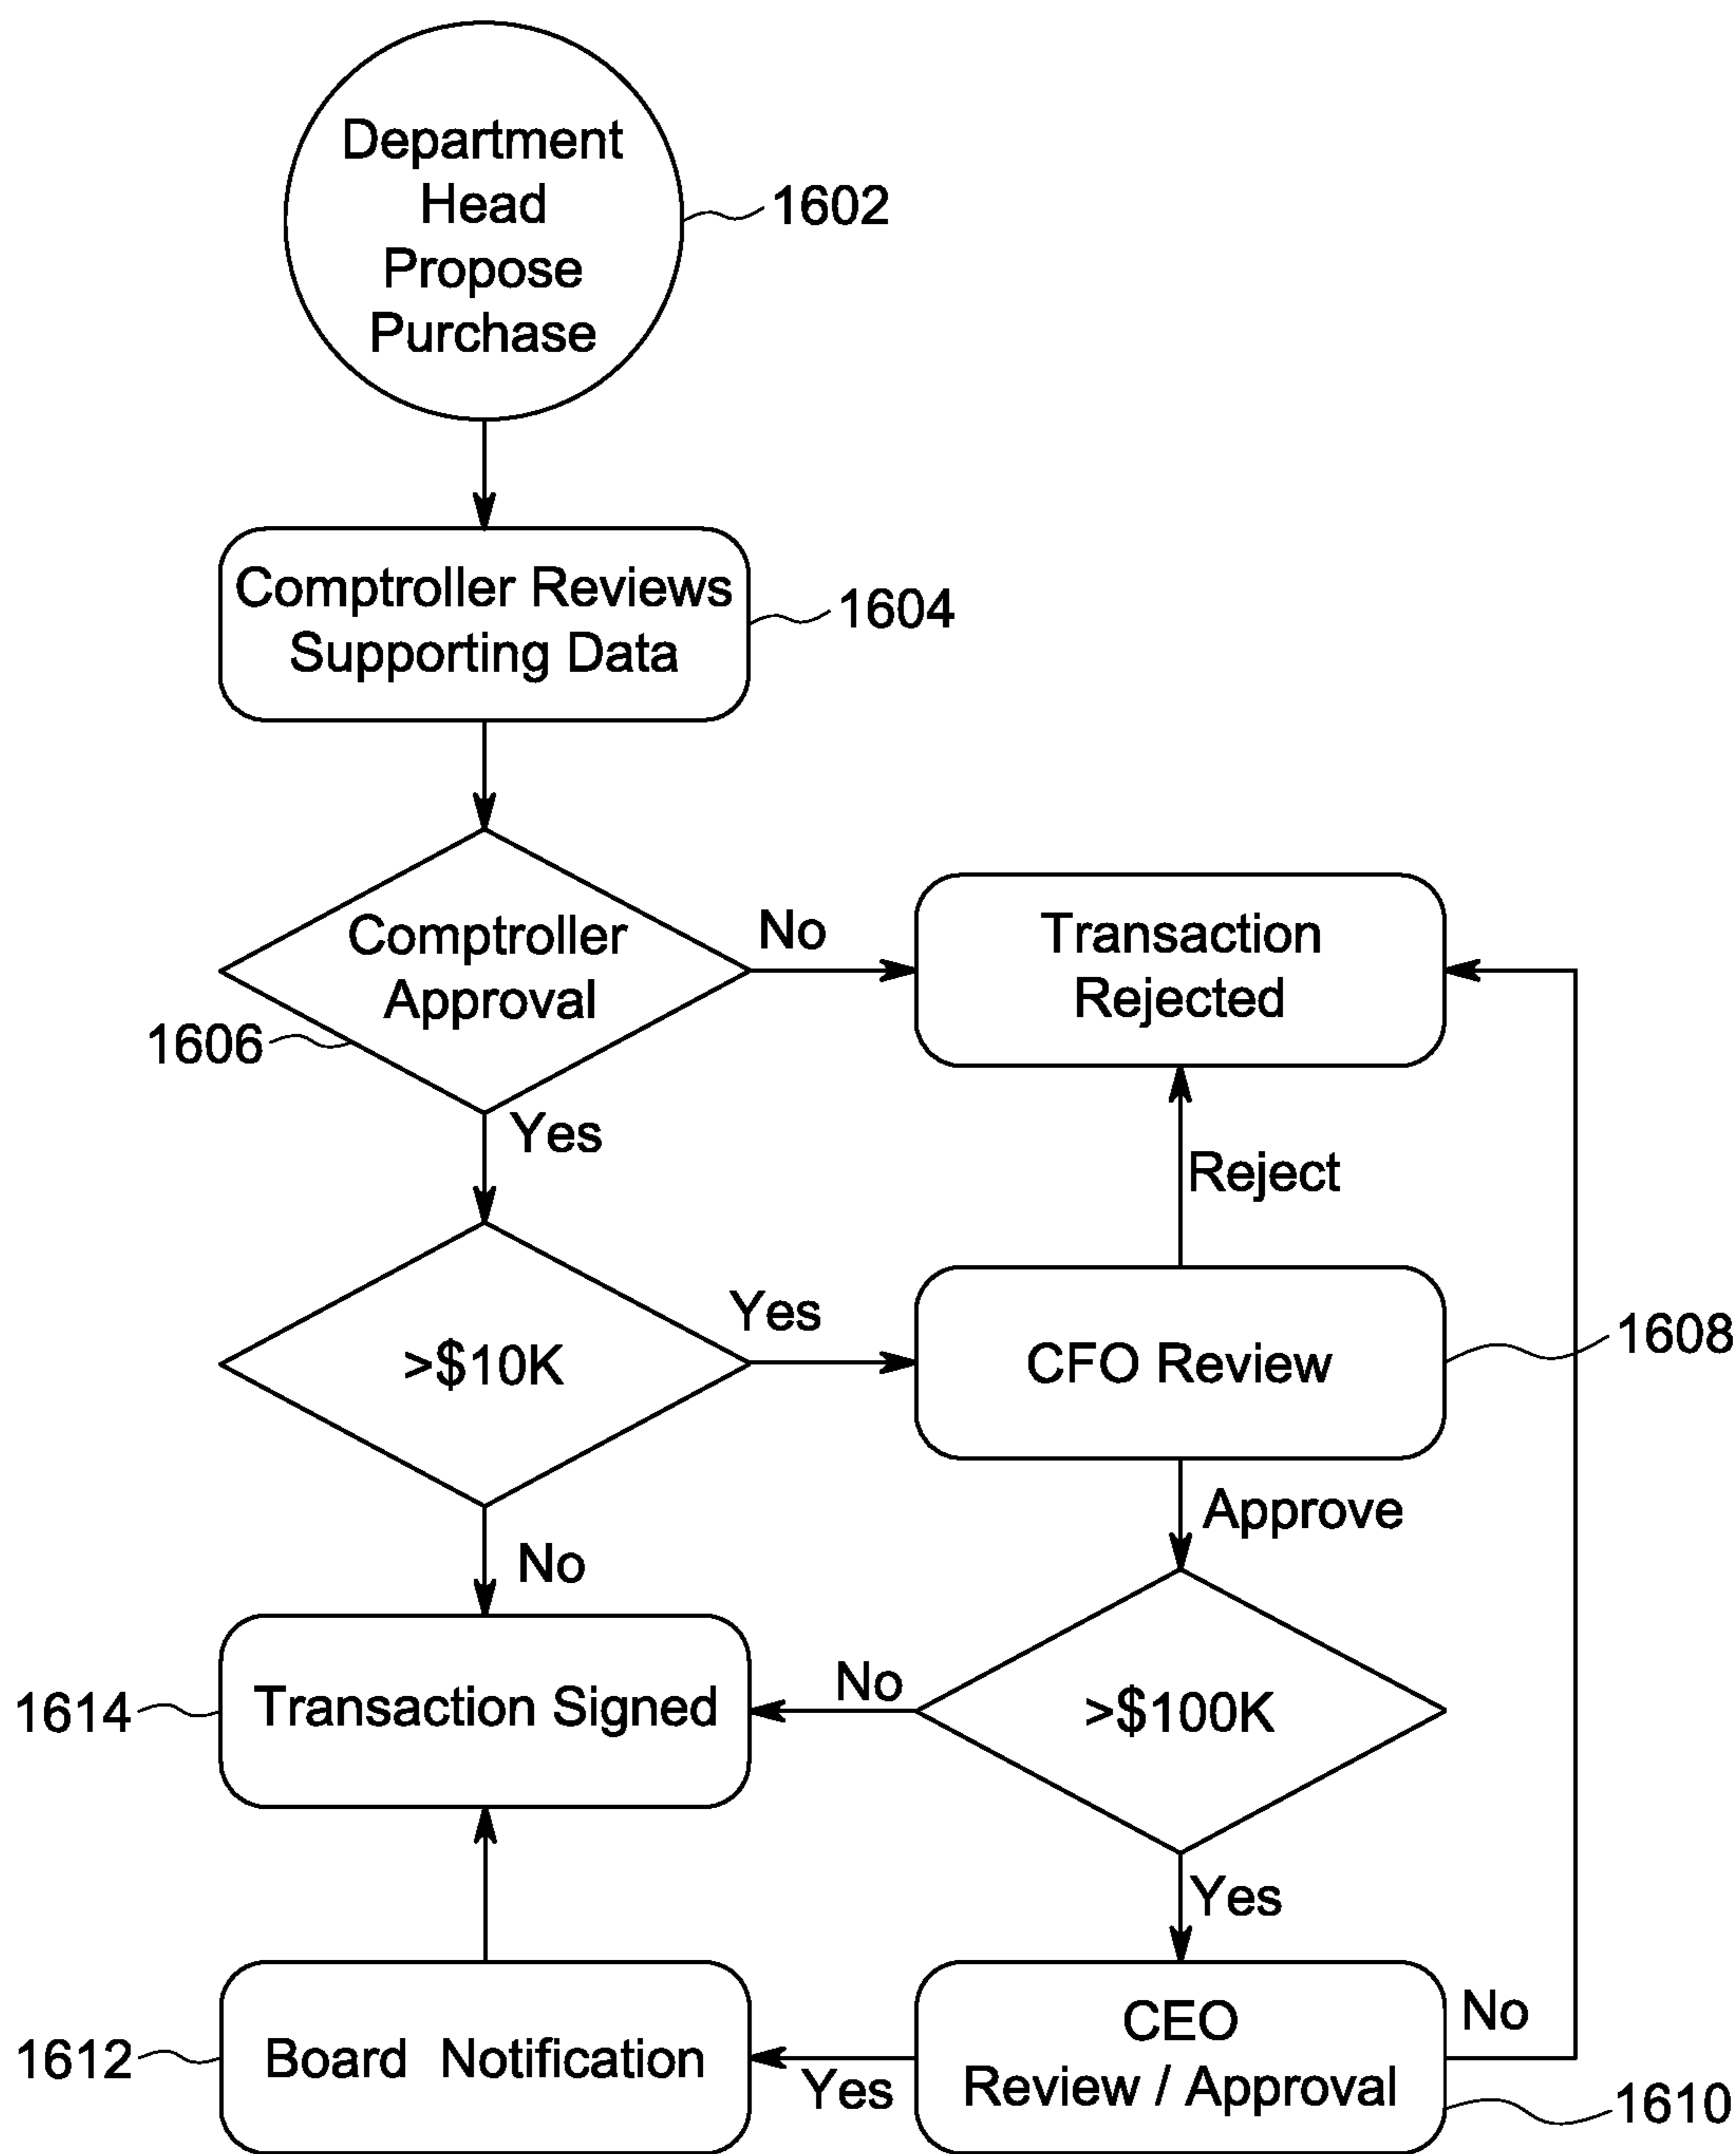 Department
Head
Propose
Purchase
1602
Comptroller Reviews
Supporting Data
1604
Comptroller
Approval
1606
No
Transaction
Rejected
Yes
Reject
>$10K
Yes
CFO Review
1608
Approve
No
Transaction Signed
1614
No
>$100K
Yes
CEO
Review / Approval
No
1610
Yes
Board Notification
1612